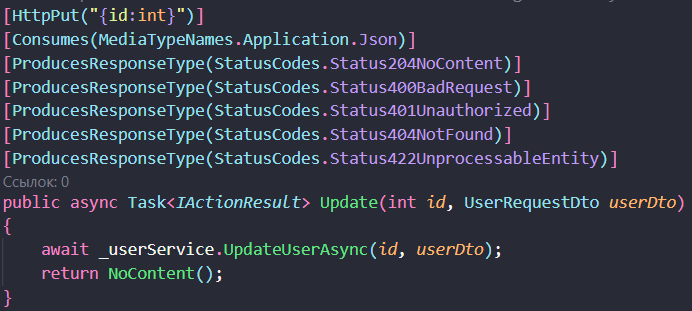 [HttpPut("{id:int}")]
[Consumes(MediaTypeNames.Application.Json)]
[ProducesResponseType(StatusCodes.Status204NoContent)]
[ProducesResponseType(StatusCodes.Status400BadRequest)]
[ProducesResponseType(StatusCodes.Status401Unauthorized)]
[ProducesResponseType(StatusCodes.Status404NotFound)]
[ProducesResponseType(StatusCodes.Status422UnprocessableEntity)]
Ссылок: 0
public async Task<IActionResult> Update(int id, UserRequestDto userDto)
{
    await _userService.UpdateUserAsync(id, userDto);
    return NoContent();
}